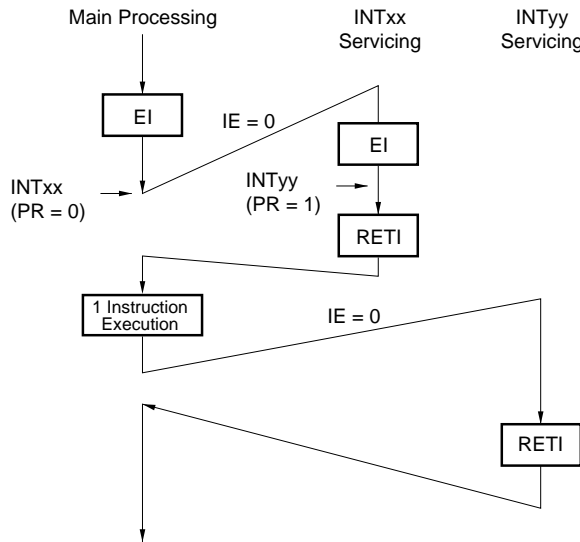 Main Processing
INTxx
Servicing
INTyy
Servicing
EI
IE = 0
EI
INTxx
(PR = 0)
INTyy
(PR = 1)
RETI
1 Instruction
Execution
IE = 0
RETI